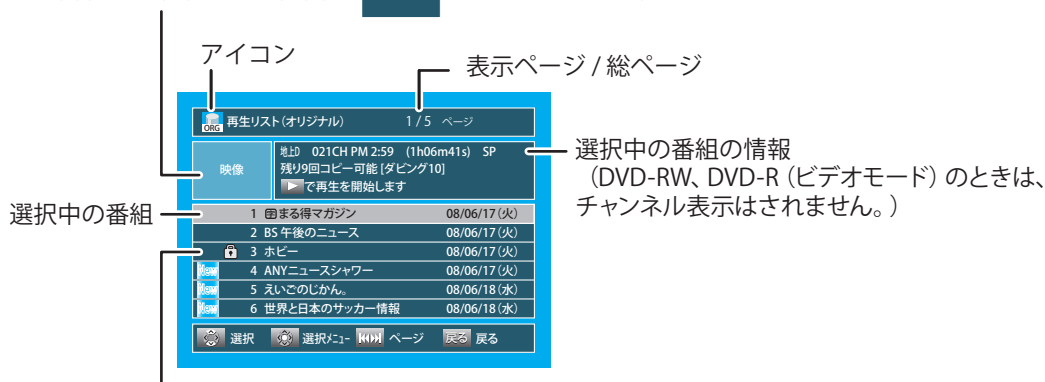 アイコン
表示ページ / 総ページ
ORG 再生リスト（オリジナル） 1 / 5 ページ
映像
地上D 021CH PM 2:59 (1h06m41s) SP
残り9回コピー可能 [ダビング10]
で再生を開始します
選択中の番組の情報
（DVD-RW、DVD-R（ビデオモード）のときは、
チャンネル表示はされません。）
選択中の番組
1 字まる得マガジン 08/06/17（火）
2 BS 午後のニュース 08/06/17（火）
3 ホビー 08/06/17（火）
New 4 ANYニュースシャワー 08/06/17（火）
New 5 えいごのじかん。 08/06/18（水）
New 6 世界と日本のサッカー情報 08/06/18（水）
選択 選択メニュー ページ 戻る 戻る